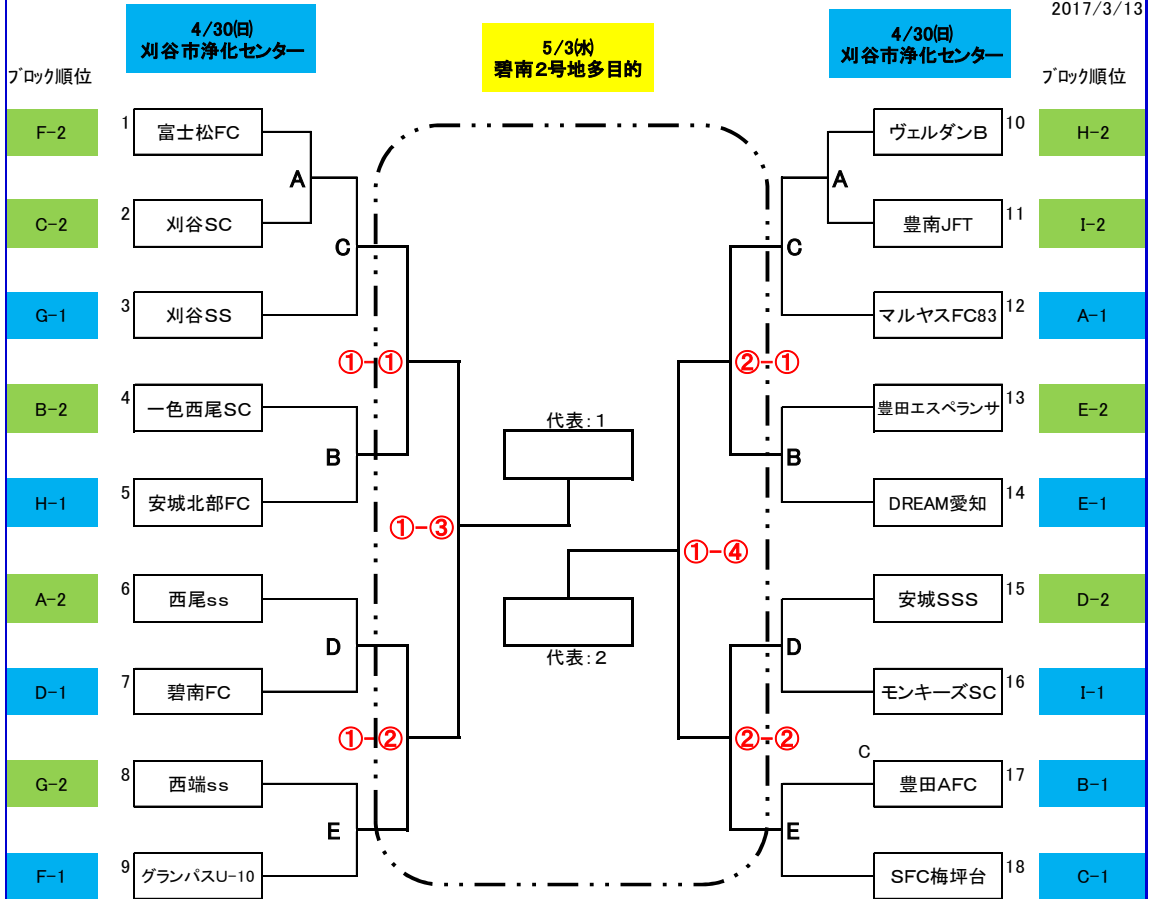 2017/3/13
4/30(日)
刈谷市浄化センター
5/3(水)
碧南2号地多目的
4/30(日)
刈谷市浄化センター
ブロック順位
ブロック順位
F-2
1
富士松FC
ヴェルダンB
10
H-2
A
A
C-2
2
刈谷SC
豊南JFT
11
I-2
C
C
G-1
3
刈谷SS
マルヤスFC83
12
A-1
①-①
②-①
B-2
4
一色西尾SC
代表:1
豊田エスペランサ
13
E-2
B
B
H-1
5
安城北部FC
DREAM愛知
14
E-1
①-③
①-④
A-2
6
西尾ss
安城SSS
15
D-2
D
代表:2
D
D-1
7
碧南FC
モンキーズSC
16
I-1
①-②
②-②
C
G-2
8
西端ss
豊田AFC
17
B-1
E
E
F-1
9
グランパスU-10
SFC梅坪台
18
C-1